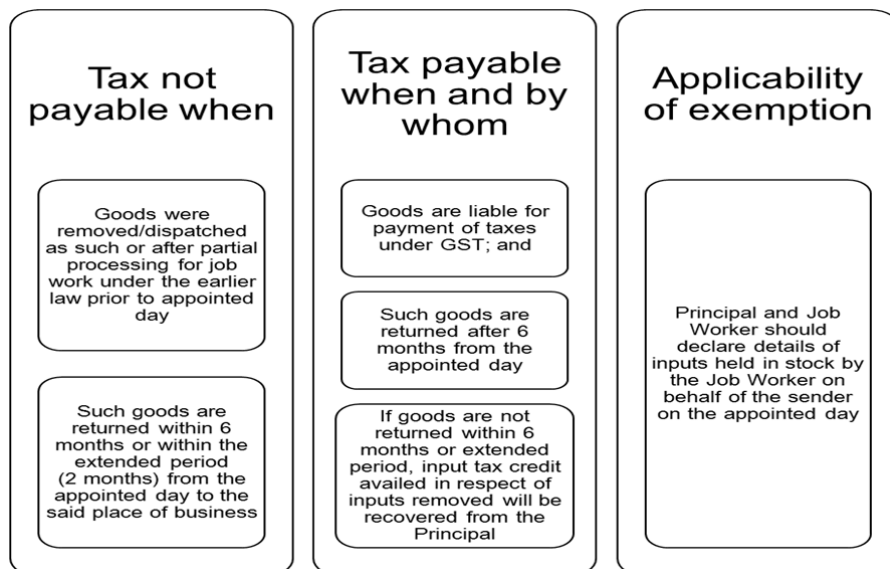 Tax not
payable when
Goods were
removed/dispatched
as such or after partial
processing for job
work under the earlier
law prior to appointed
day
Such goods are
returned within 6
months or within the
extended period
(2 months) from the
appointed day to the
said place of business
Tax payable
when and by
whom
Goods are liable for
payment of taxes
under GST; and
Such goods are
returned after 6
months from the
appointed day
If goods are not
returned within 6
months or extended
period, input tax credit
availed in respect of
inputs removed will be
recovered from the
Principal
Applicability
of exemption
Principal and Job
Worker should
declare details of
inputs held in stock by
the Job Worker on
behalf of the sender
on the appointed day